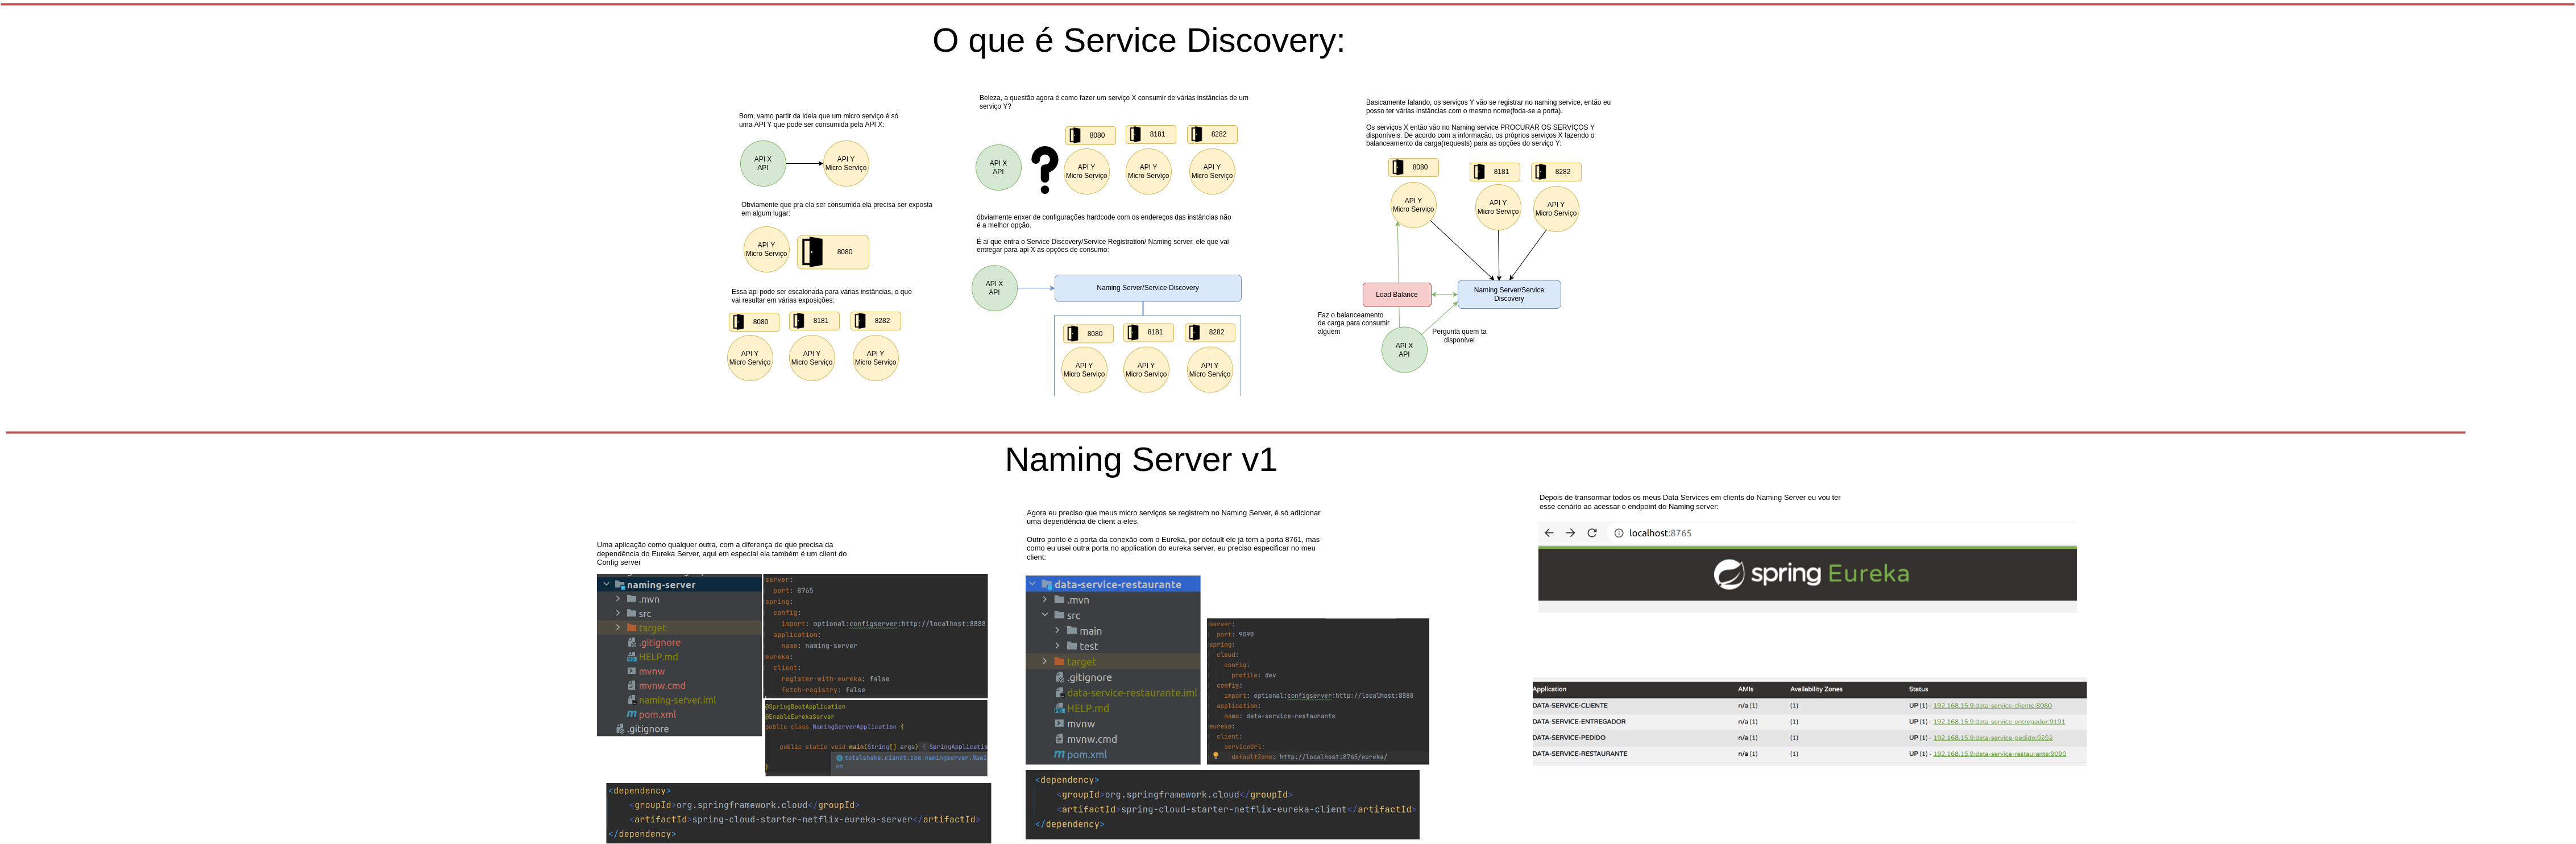 O que é Service Discovery:
Bom, vamo partir da ideia que um micro serviço é só
uma API Y que pode ser consumida pela API X:
API X
API
API Y
Micro Serviço
Obviamente que pra ela ser consumida ela precisa ser exposta
em algum lugar:
API Y
Micro Serviço
8080
Essa api pode ser escalonada para várias instâncias, o que
vai resultar em várias exposições:
8080
8181
8282
API Y
Micro Serviço
API Y
Micro Serviço
API Y
Micro Serviço
Beleza, a questão agora é como fazer um serviço X consumir de várias instâncias de um
serviço Y?
8080
8181
8282
API X
API
?
API Y
Micro Serviço
API Y
Micro Serviço
API Y
Micro Serviço
óbviamente enxer de configurações hardcode com os endereços das instâncias não
é a melhor opção.
É ai que entra o Service Discovery/Service Registration/ Naming server, ele que vai
entregar para api X as opções de consumo:
API X
API
Naming Server/Service Discovery
8080
8181
8282
API Y
Micro Serviço
API Y
Micro Serviço
API Y
Micro Serviço
Basicamente falando, os serviços Y vão se registrar no naming service, então eu
posso ter várias instâncias com o mesmo nome(foda-se a porta).
Os serviços X então vão no Naming service PROCURAR OS SERVIÇOS Y
disponíveis. De acordo com a informação, os próprios serviços X fazendo o
balanceamento da carga(requests) para as opções do serviço Y:
8080
8181
8282
API Y
Micro Serviço
API Y
Micro Serviço
API Y
Micro Serviço
Load Balance
Naming Server/Service
Discovery
Faz o balanceamento
de carga para consumir
alguém
Pergunta quem ta
disponível
API X
API
Naming Server v1
Uma aplicação como qualquer outra, com a diferença de que precisa da
dependência do Eureka Server, aqui em especial ela também é um client do
Config server
naming-server
.mvn
src
target
.gitignore
HELP.md
mvnw
mvnw.cmd
naming-server.iml
pom.xml
.gitignore
server:
port: 8765
spring:
config:
import: optional:configserver:http://localhost:8888
application:
name: naming-server
eureka:
client:
register-with-eureka: false
fetch-registry: false
@SpringBootApplication
@EnableEurekaServer
public class NamingServerApplication {
public static void main(String[] args) { SpringApplicatio
totalshake.ciandt.com.namingserver.Nami
on
}
<dependency>
<groupId>org.springframework.cloud</groupId>
<artifactId>spring-cloud-starter-netflix-eureka-server</artifactId>
</dependency>
Agora eu preciso que meus micro serviços se registrem no Naming Server, é só adicionar
uma dependência de client a eles.
Outro ponto é a porta da conexão com o Eureka, por default ele já tem a porta 8761, mas
como eu usei outra porta no application do eureka server, eu preciso especificar no meu
client:
data-service-restaurante
.mvn
src
main
test
target
.gitignore
data-service-restaurante.iml
HELP.md
mvnw
mvnw.cmd
pom.xml
server:
port: 9090
spring:
cloud:
config:
profile: dev
config:
import: optional:configserver:http://localhost:8888
application:
name: data-service-restaurante
eureka:
client:
serviceUrl:
defaultZone: http://localhost:8765/eureka/
<dependency>
<groupId>org.springframework.cloud</groupId>
<artifactId>spring-cloud-starter-netflix-eureka-client</artifactId>
</dependency>
Depois de transormar todos os meus Data Services em clients do Naming Server eu vou ter
esse cenário ao acessar o endpoint do Naming server:
localhost:8765
spring Eureka
Application AMIs Availability Zones Status
DATA-SERVICE-CLIENTE n/a (1) (1) UP (1) - 192.168.15.9:data-service-cliente:8080
DATA-SERVICE-ENTREGADOR n/a (1) (1) UP (1) - 192.168.15.9:data-service-entregador:9191
DATA-SERVICE-PEDIDO n/a (1) (1) UP (1) - 192.168.15.9:data-service-pedido:9292
DATA-SERVICE-RESTAURANTE n/a (1) (1) UP (1) - 192.168.15.9:data-service-restaurante:9090